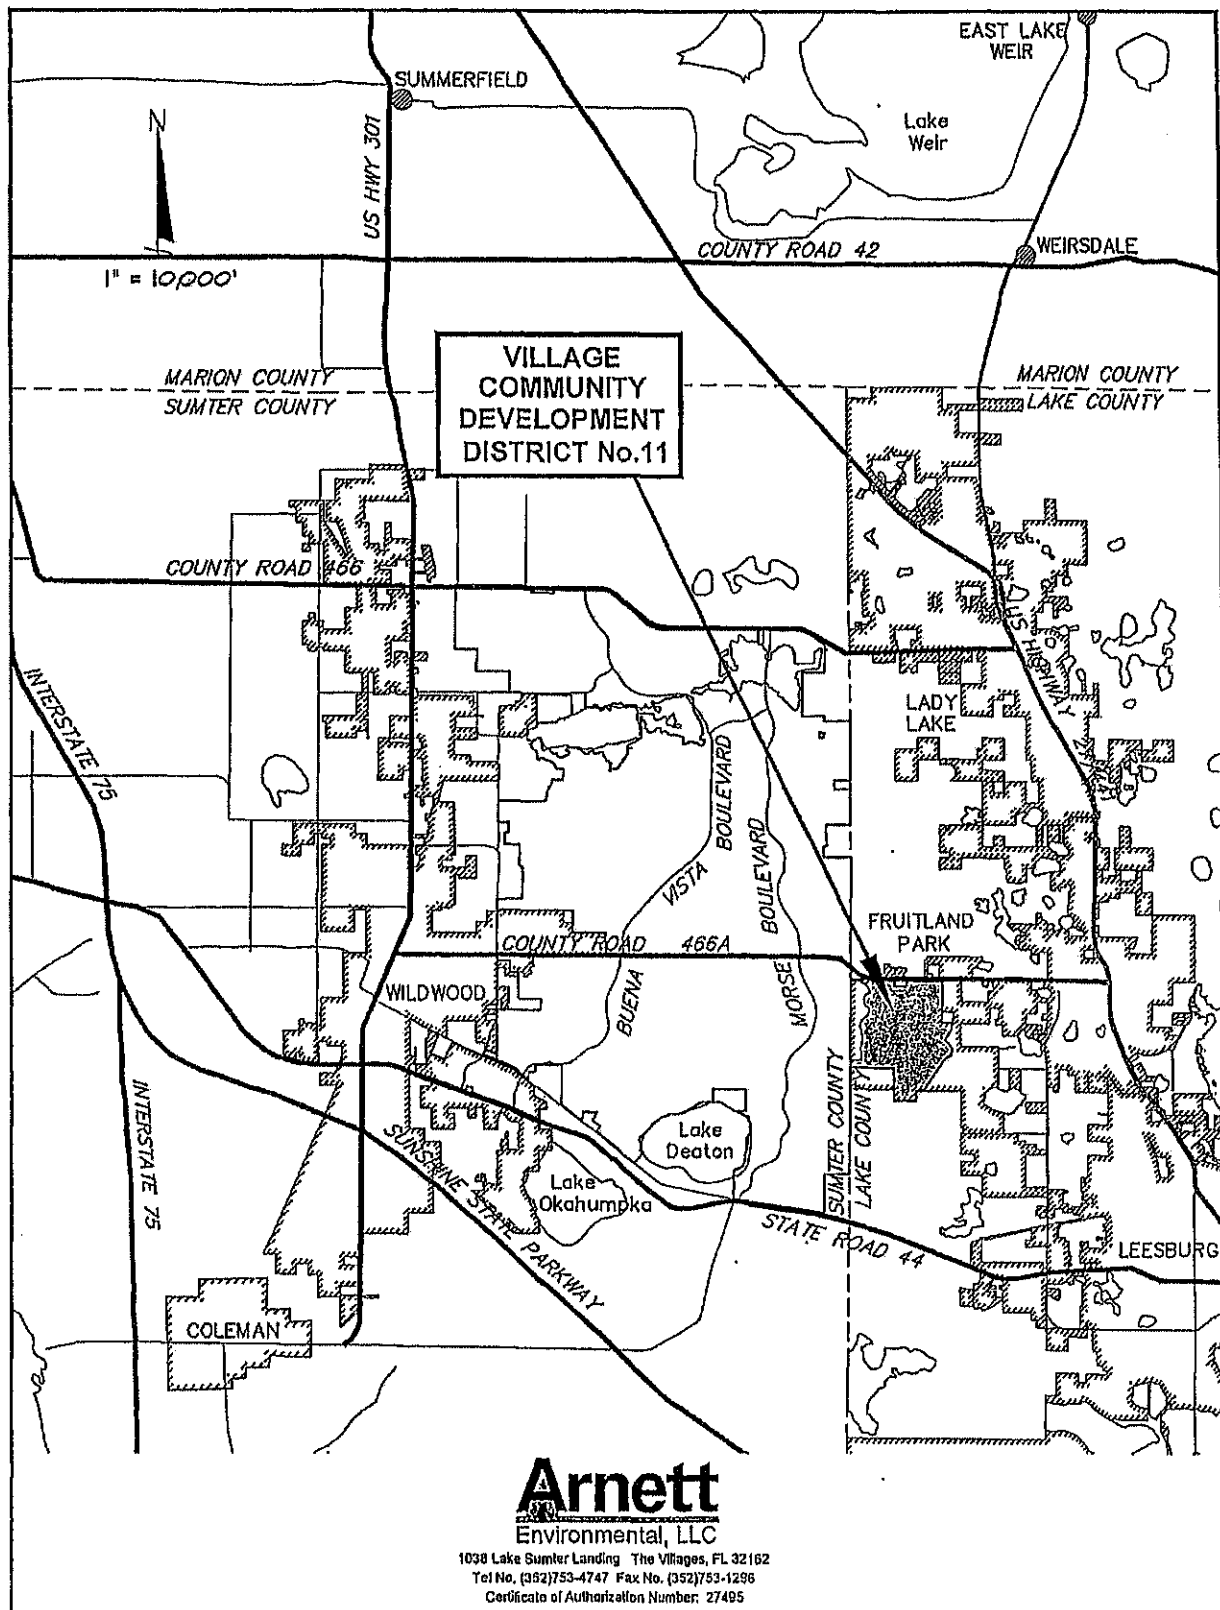 EAST LAKE
WEIR
SUMMERFIELD
Lake
Weir
N
US HWY 301
COUNTY ROAD 42
WEIRSDALE
1" = 10,000'
VILLAGE
COMMUNITY
DEVELOPMENT
DISTRICT No.11
MARION COUNTY
SUMTER COUNTY
MARION COUNTY
LAKE COUNTY
COUNTY ROAD 466
US HIGHWAY
INTERSTATE 75
LADY
LAKE
BUENA VISTA BOULEVARD
MORSE BOULEVARD
FRUITLAND
PARK
COUNTY ROAD 466A
WILDWOOD
INTERSTATE 75
SUNSHINE STATE PARKWAY
SUMTER COUNTY
LAKE COUNTY
Lake
Deaton
Lake
Okahumpka
STATE ROAD 44
LEESBURG
COLEMAN
Arnett
Environmental, LLC
1038 Lake Sumter Landing The Villages, FL 32162
Tel No. (352)753-4747 Fax No. (352)753-1296
Certificate of Authorization Number: 27495